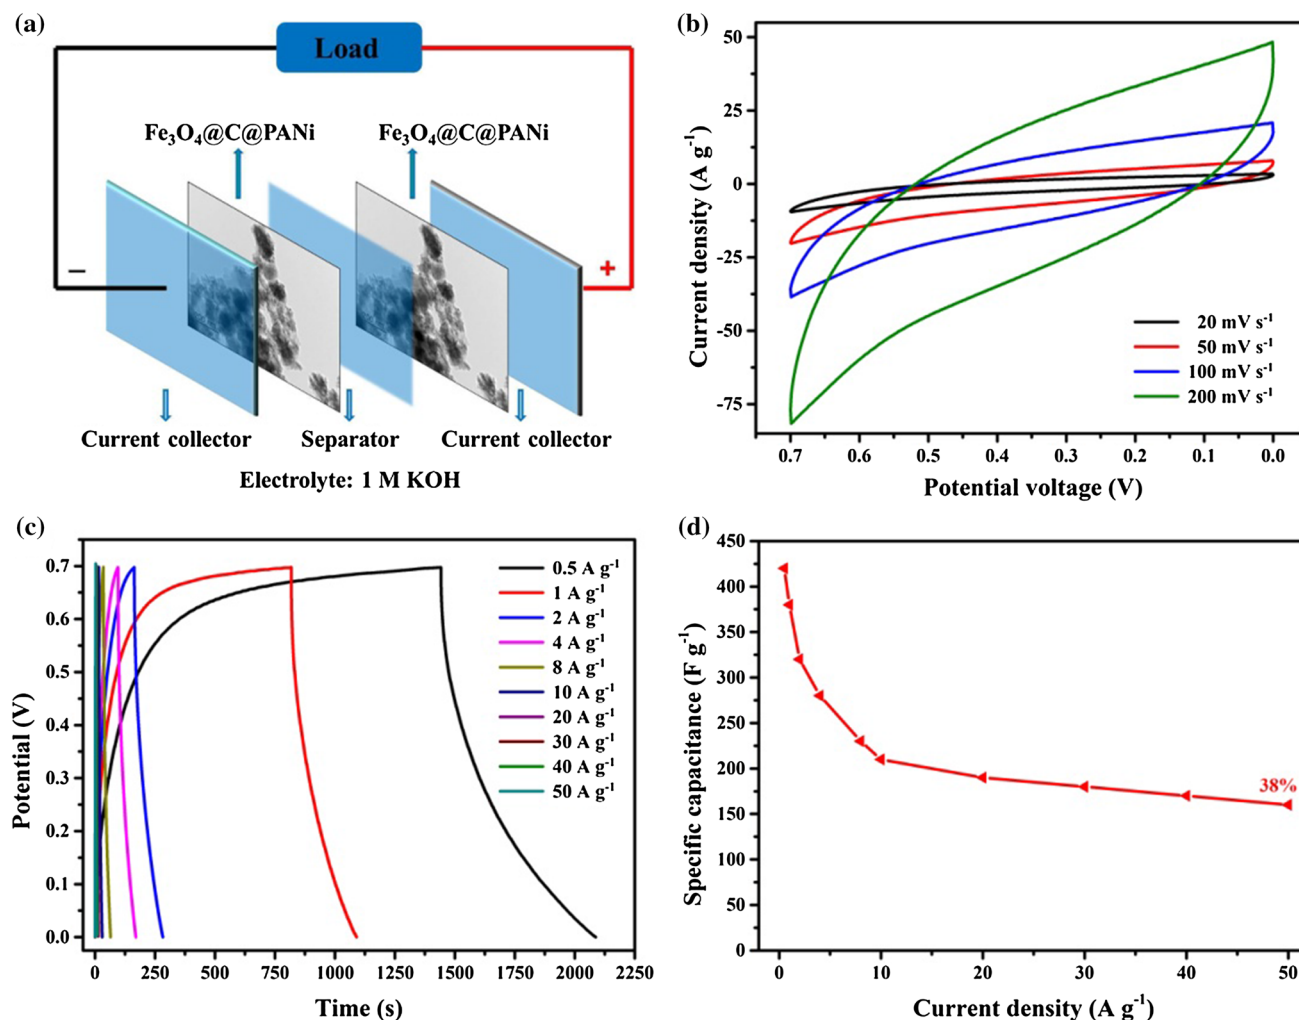 (a)
Load
Fe₃O₄@C@PANi
Fe₃O₄@C@PANi
−
+
Current collector
Separator
Current collector
Electrolyte: 1 M KOH
(b)
50
25
0
-25
-50
-75
Current density (A g⁻¹)
20 mV s⁻¹
50 mV s⁻¹
100 mV s⁻¹
200 mV s⁻¹
0.7 0.6 0.5 0.4 0.3 0.2 0.1 0.0
Potential voltage (V)
(c)
0.7
0.6
0.5
0.4
0.3
0.2
0.1
0.0
Potential (V)
0.5 A g⁻¹
1 A g⁻¹
2 A g⁻¹
4 A g⁻¹
8 A g⁻¹
10 A g⁻¹
20 A g⁻¹
30 A g⁻¹
40 A g⁻¹
50 A g⁻¹
0 250 500 750 1000 1250 1500 1750 2000 2250
Time (s)
(d)
450
400
350
300
250
200
150
100
50
0
Specific capacitance (F g⁻¹)
38%
0 10 20 30 40 50
Current density (A g⁻¹)